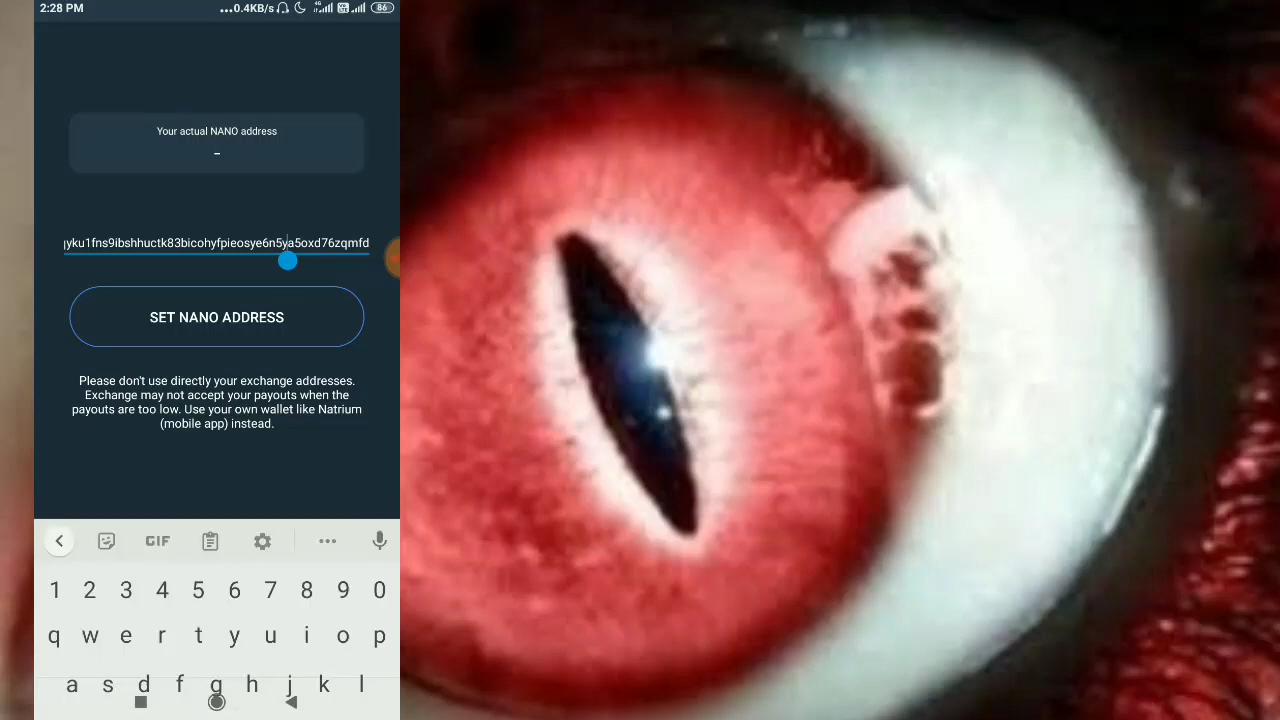 2:28 PM ...0.4KB/s 4G 86
Your actual NANO address
–
yku1fns9ibshhuctk83bicohyfpieosye6n5ya5oxd76zqmfd
SET NANO ADDRESS
Please don't use directly your exchange addresses.
Exchange may not accept your payouts when the
payouts are too low. Use your own wallet like Natrium
(mobile app) instead.
GIF
1 2 3 4 5 6 7 8 9 0
q w e r t y u i o p
a s d f g h j k l